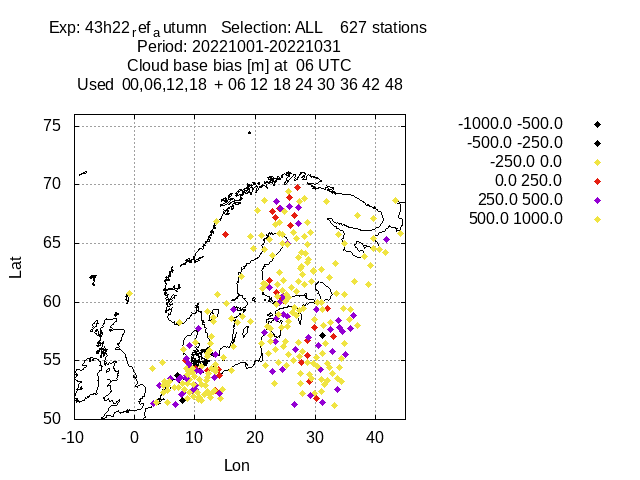 Exp: 43h22_ref_a utumn   Selection: ALL    627 stations
Period: 20221001-20221031
Cloud base bias [m] at  06 UTC
Used  00,06,12,18  + 06 12 18 24 30 36 42 48
-1000.0 -500.0
-500.0 -250.0
-250.0 0.0
0.0 250.0
250.0 500.0
500.0 1000.0
75
70
65
60
55
50
Lat
-10 0 10 20 30 40
Lon